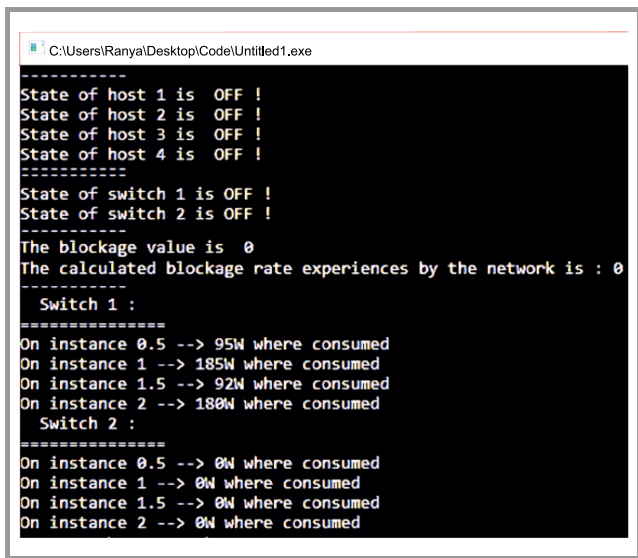 C:\Users\Ranya\Desktop\Code\Untitled1.exe
-----------
State of host 1 is  OFF !
State of host 2 is  OFF !
State of host 3 is  OFF !
State of host 4 is  OFF !
-----------
State of switch 1 is OFF !
State of switch 2 is OFF !
-----------
The blockage value is  0
The calculated blockage rate experiences by the network is : 0
-----------
  Switch 1 :
===============
On instance 0.5 --> 95W where consumed
On instance 1 --> 185W where consumed
On instance 1.5 --> 92W where consumed
On instance 2 --> 180W where consumed
  Switch 2 :
===============
On instance 0.5 --> 0W where consumed
On instance 1 --> 0W where consumed
On instance 1.5 --> 0W where consumed
On instance 2 --> 0W where consumed